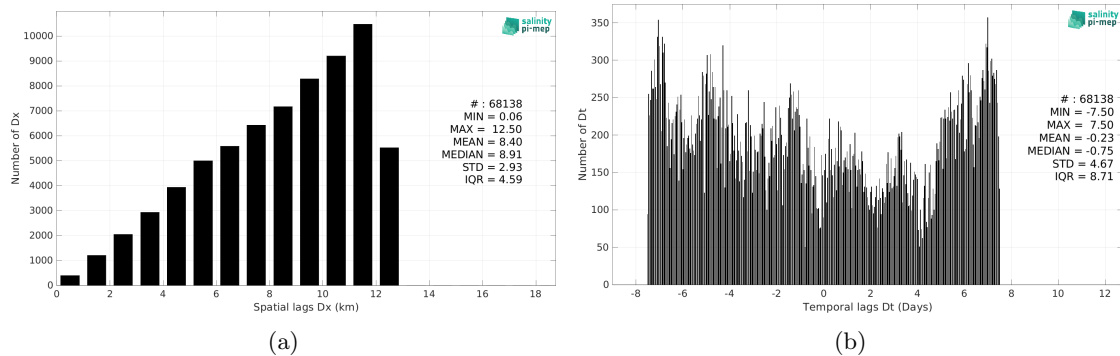 salinity
pi-mep
10000
9000
8000
7000
6000
5000
4000
3000
2000
1000
0
Number of Dx
# : 68138
MIN = 0.06
MAX = 12.50
MEAN = 8.40
MEDIAN = 8.91
STD = 2.93
IQR = 4.59
0 2 4 6 8 10 12 14 16 18
Spatial lags Dx (km)
(a)
salinity
pi-mep
350
300
250
200
150
100
50
0
Number of Dt
# : 68138
MIN = -7.50
MAX = 7.50
MEAN = -0.23
MEDIAN = -0.75
STD = 4.67
IQR = 8.71
-8 -6 -4 -2 0 2 4 6 8 10 12
Temporal lags Dt (Days)
(b)